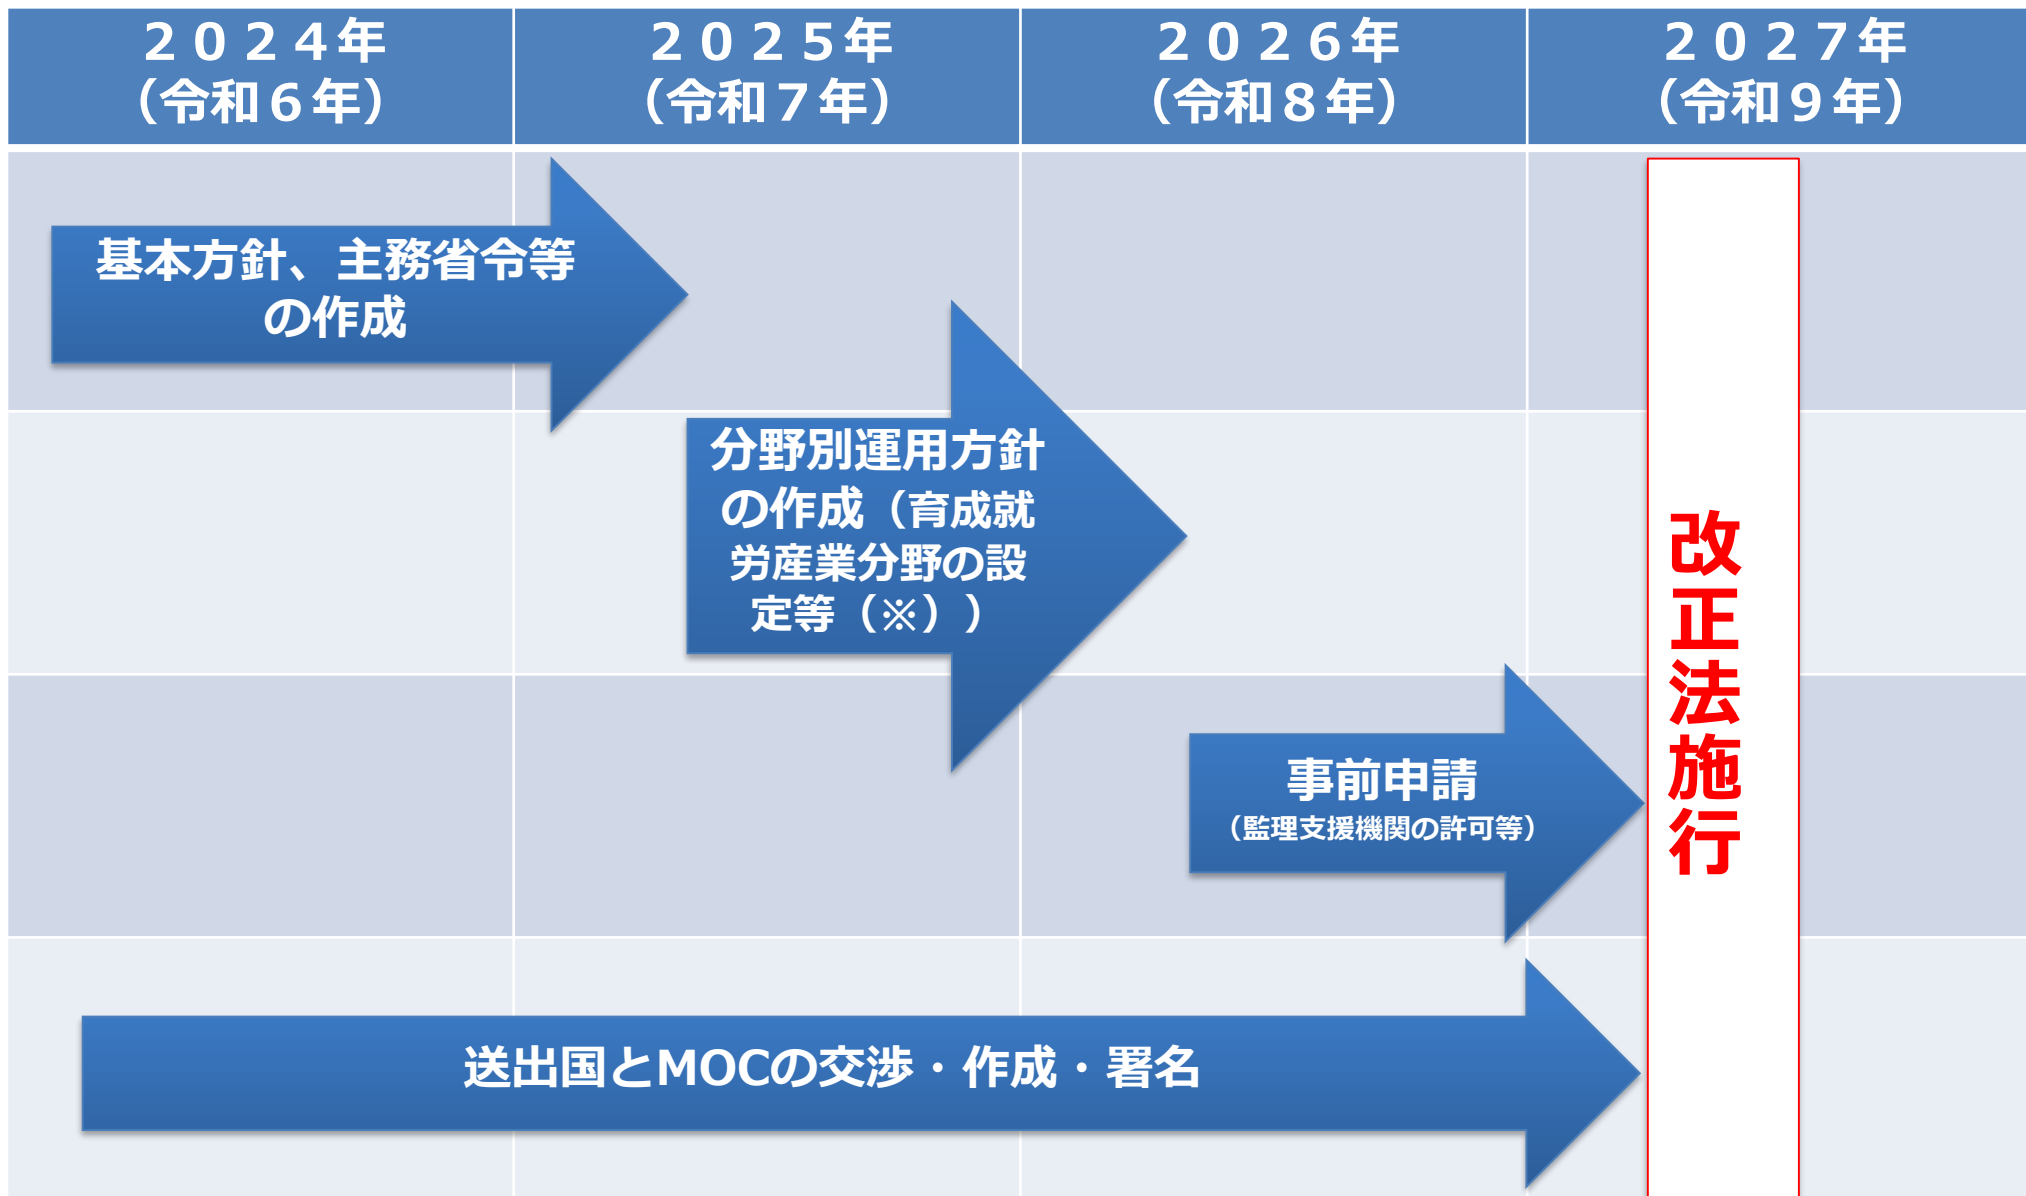 ２０２４年
（令和６年）
２０２５年
（令和７年）
２０２６年
（令和８年）
２０２７年
（令和９年）
基本方針、主務省令等
の作成
分野別運用方針
の作成（育成就
労産業分野の設
定等（※））
事前申請
（監理支援機関の許可等）
送出国とMOCの交渉・作成・署名
改正法施行